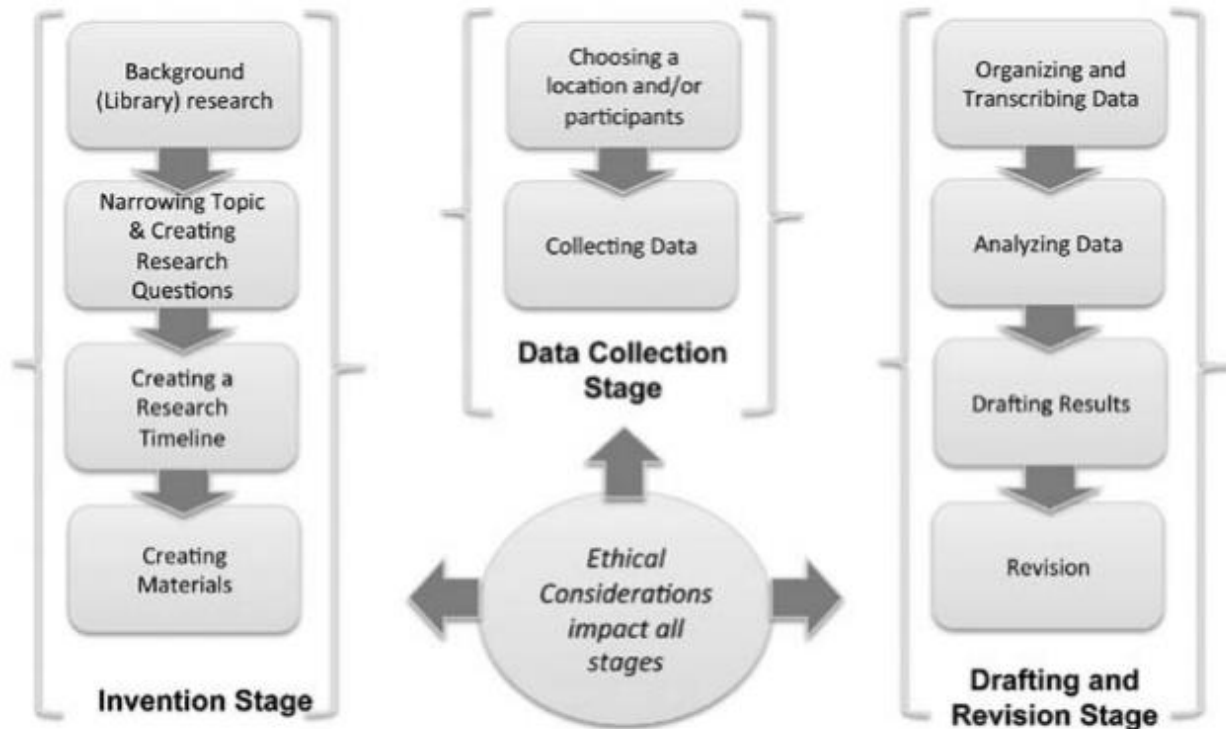 Background
(Library) research
Narrowing Topic
& Creating
Research
Questions
Creating a
Research
Timeline
Creating
Materials
Invention Stage
Choosing a
location and/or
participants
Collecting Data
Data Collection
Stage
Ethical
Considerations
impact all
stages
Organizing and
Transcribing Data
Analyzing Data
Drafting Results
Revision
Drafting and
Revision Stage